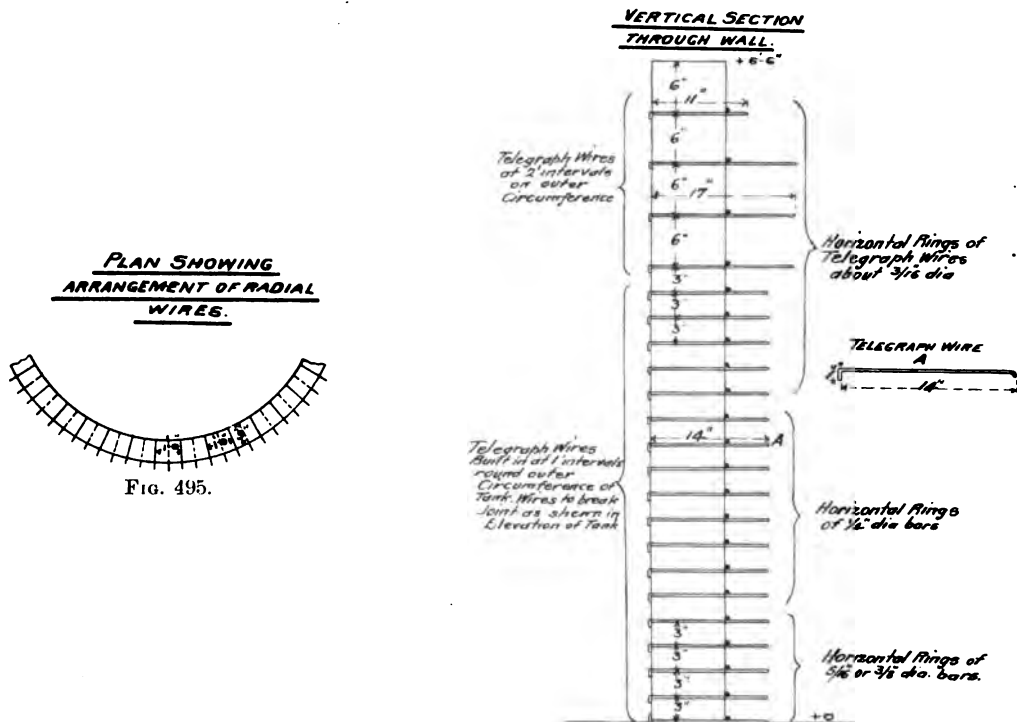 VERTICAL SECTION
THROUGH WALL.
6"
11"
Telegraph Wires
at 2' intervals
on outer
Circumference
6"
6"
17"
6"
3"
3"
3"
Horizontal Rings of
Telegraph Wires
about 3/16 dia
PLAN SHOWING
ARRANGEMENT OF RADIAL
WIRES.
FIG. 495.
TELEGRAPH WIRE
A
14"
Telegraph Wires
Built in at 1' intervals
round outer
Circumference of
Tank. Wires to break
Joint as shewn in
Elevation of Tank
14"
A
Horizontal Rings
of 1/4" dia bars
3"
3"
3"
3"
Horizontal Rings of
5/16" or 3/8" dia. bars.
+0